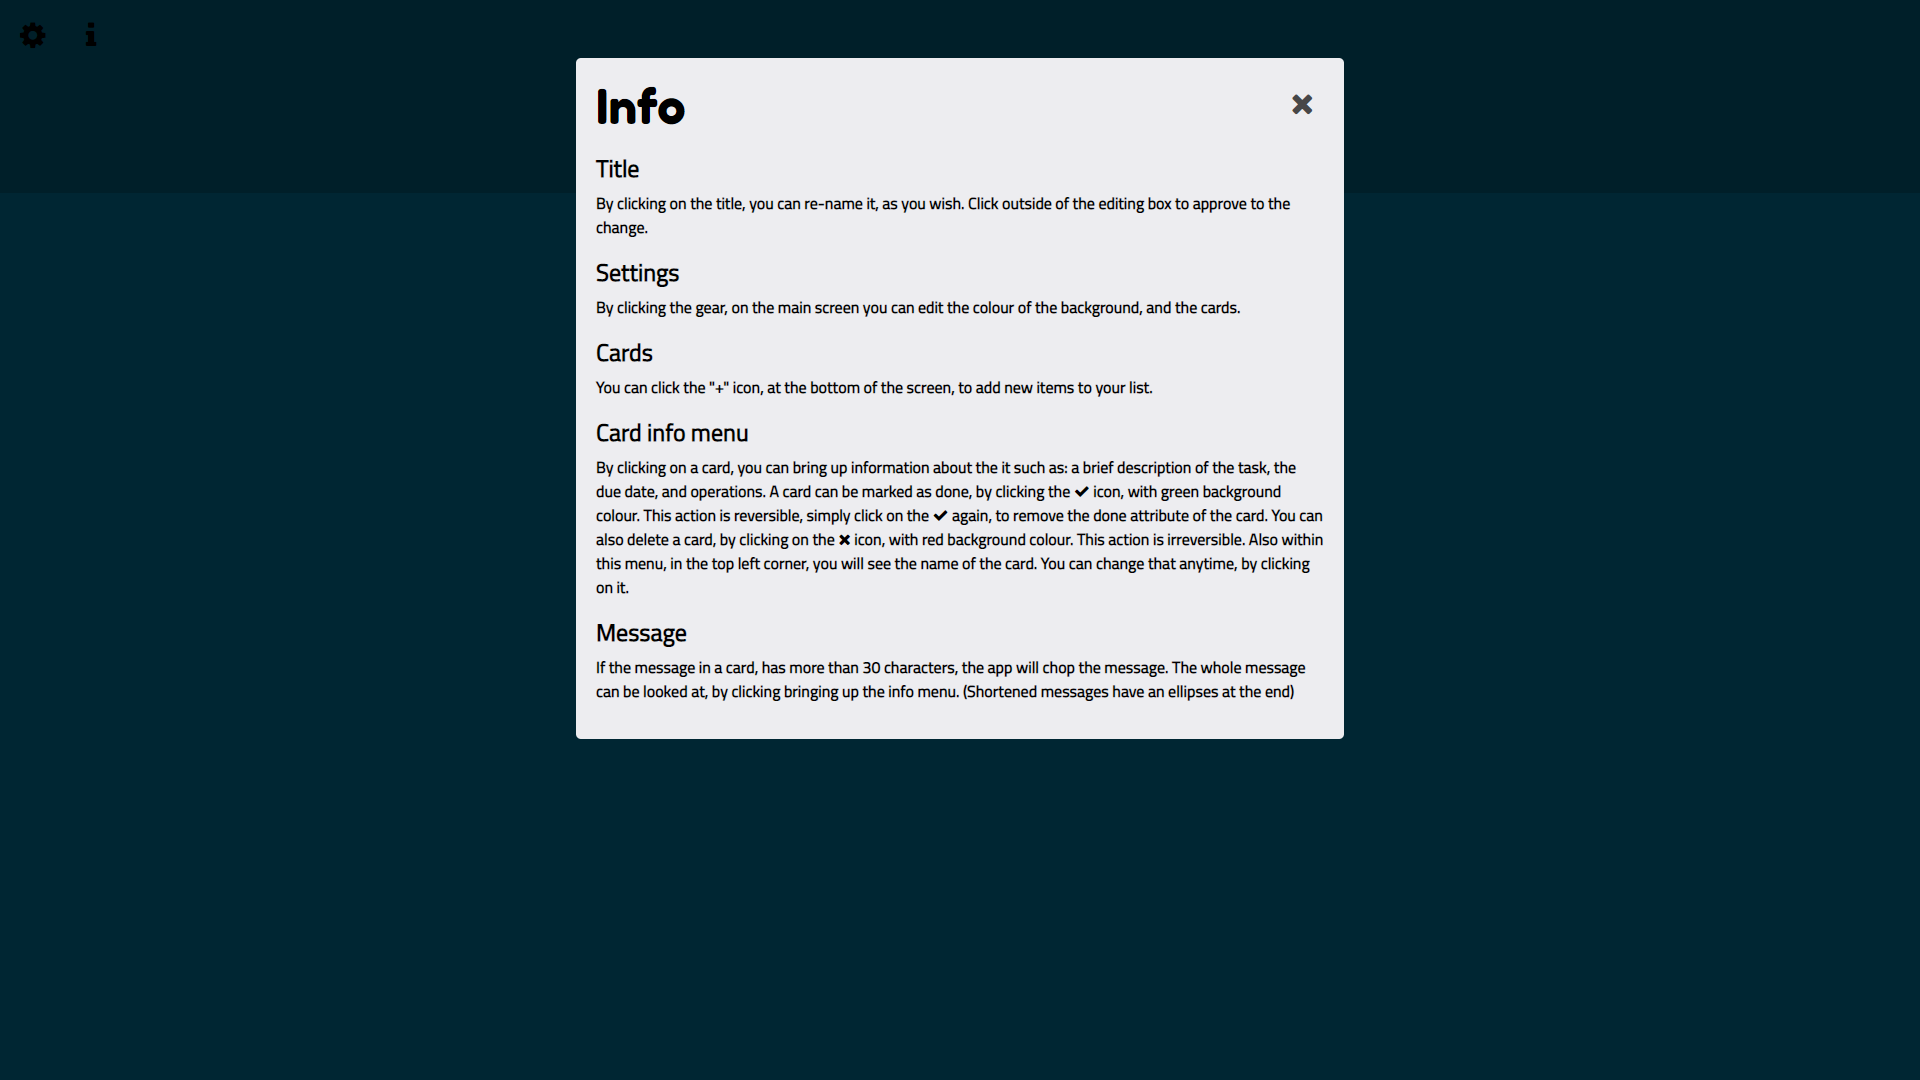 Info
Title
By clicking on the title, you can re-name it, as you wish. Click outside of the editing box to approve to the
change.
Settings
By clicking the gear, on the main screen you can edit the colour of the background, and the cards.
Cards
You can click the "+" icon, at the bottom of the screen, to add new items to your list.
Card info menu
By clicking on a card, you can bring up information about the it such as: a brief description of the task, the
due date, and operations. A card can be marked as done, by clicking the ✔ icon, with green background
colour. This action is reversible, simply click on the ✔ again, to remove the done attribute of the card. You can
also delete a card, by clicking on the ✖ icon, with red background colour. This action is irreversible. Also within
this menu, in the top left corner, you will see the name of the card. You can change that anytime, by clicking
on it.
Message
If the message in a card, has more than 30 characters, the app will chop the message. The whole message
can be looked at, by clicking bringing up the info menu. (Shortened messages have an ellipses at the end)